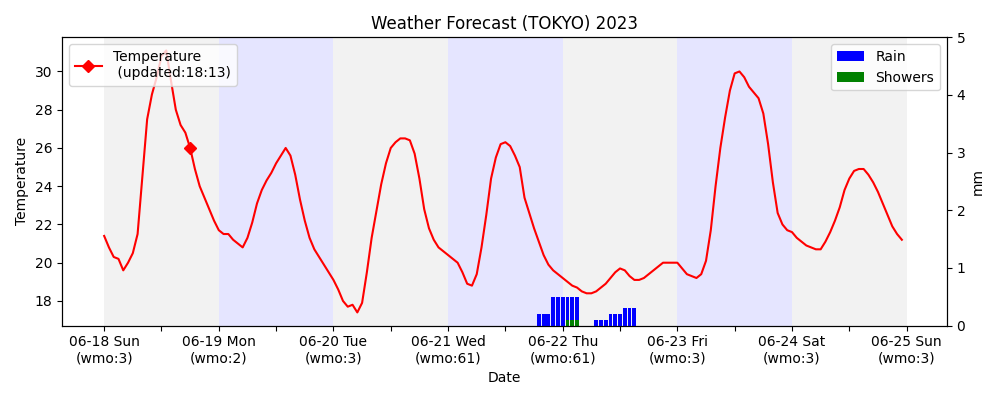 Weather Forecast (TOKYO) 2023
Temperature
(updated:18:13)
Rain
Showers
Temperature
30
28
26
24
22
20
18
5
4
3
2
1
0
mm
06-18 Sun
(wmo:3)
06-19 Mon
(wmo:2)
06-20 Tue
(wmo:3)
06-21 Wed
(wmo:61)
06-22 Thu
(wmo:61)
06-23 Fri
(wmo:3)
06-24 Sat
(wmo:3)
06-25 Sun
(wmo:3)
Date